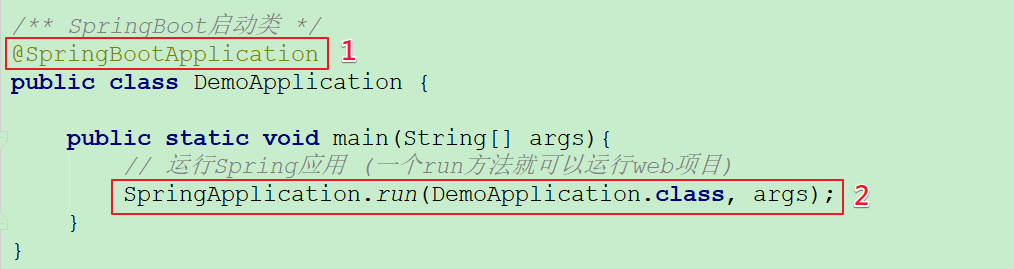 /** SpringBoot启动类 */
@SpringBootApplication 1
public class DemoApplication {
public static void main(String[] args){
// 运行Spring应用 (一个run方法就可以运行web项目)
SpringApplication.run(DemoApplication.class, args); 2
}
}